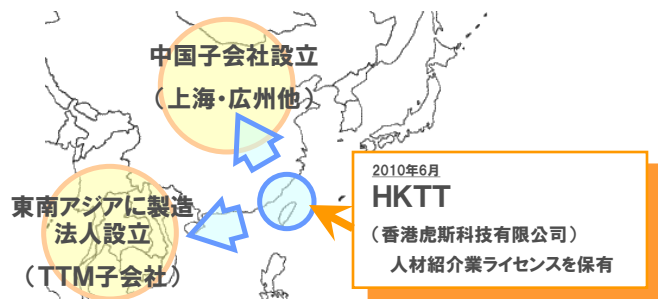 中国子会社設立
（上海・広州他）
東南アジアに製造
法人設立
（TTM子会社）
2010年6月
HKTT
（香港虎斯科技有限公司）
人材紹介業ライセンスを保有